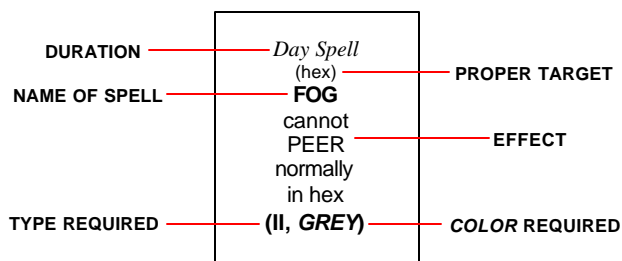 DURATION Day Spell
(hex) PROPER TARGET
NAME OF SPELL FOG
cannot
PEER EFFECT
normally
in hex
TYPE REQUIRED (II, GREY) COLOR REQUIRED